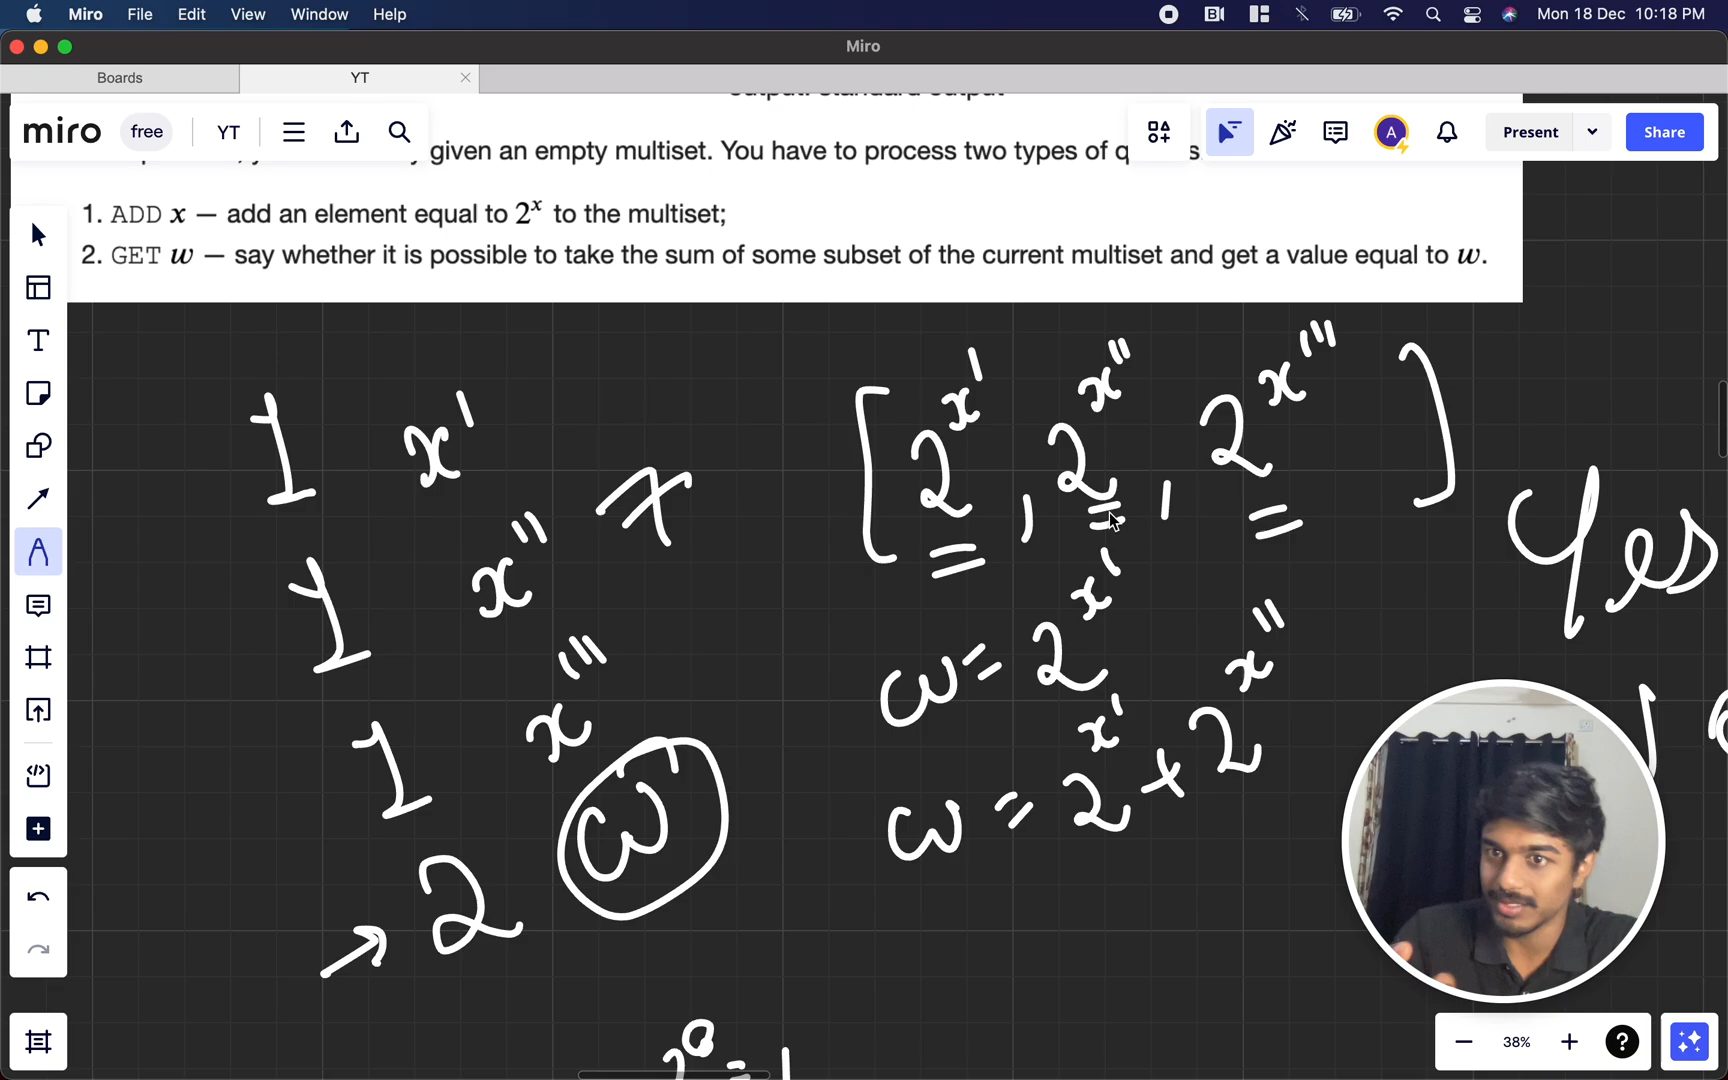 Miro File Edit View Window Help Mon 18 Dec 10:18 PM
Miro
Boards YT
miro free YT Present Share
given an empty multiset. You have to process two types of q
1. ADD x — add an element equal to 2^x to the multiset;
2. GET w — say whether it is possible to take the sum of some subset of the current multiset and get a value equal to w.
1 x'
[2^x', 2^x'', 2^x''']
1 x'' 7
Yes
w = 2^x'
1 x'''
w = 2^x' + 2^x''
2 w
2^0 = 1
A
38%